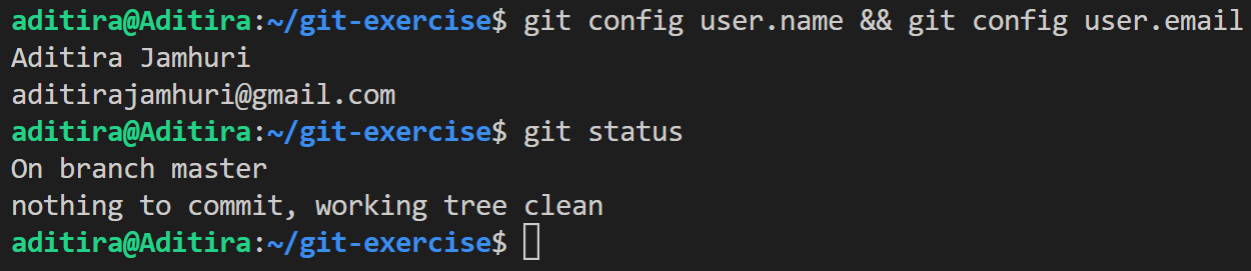 aditira@Aditira:~/git-exercise$ git config user.name && git config user.email
Aditira Jamhuri
aditirajamhuri@gmail.com
aditira@Aditira:~/git-exercise$ git status
On branch master
nothing to commit, working tree clean
aditira@Aditira:~/git-exercise$